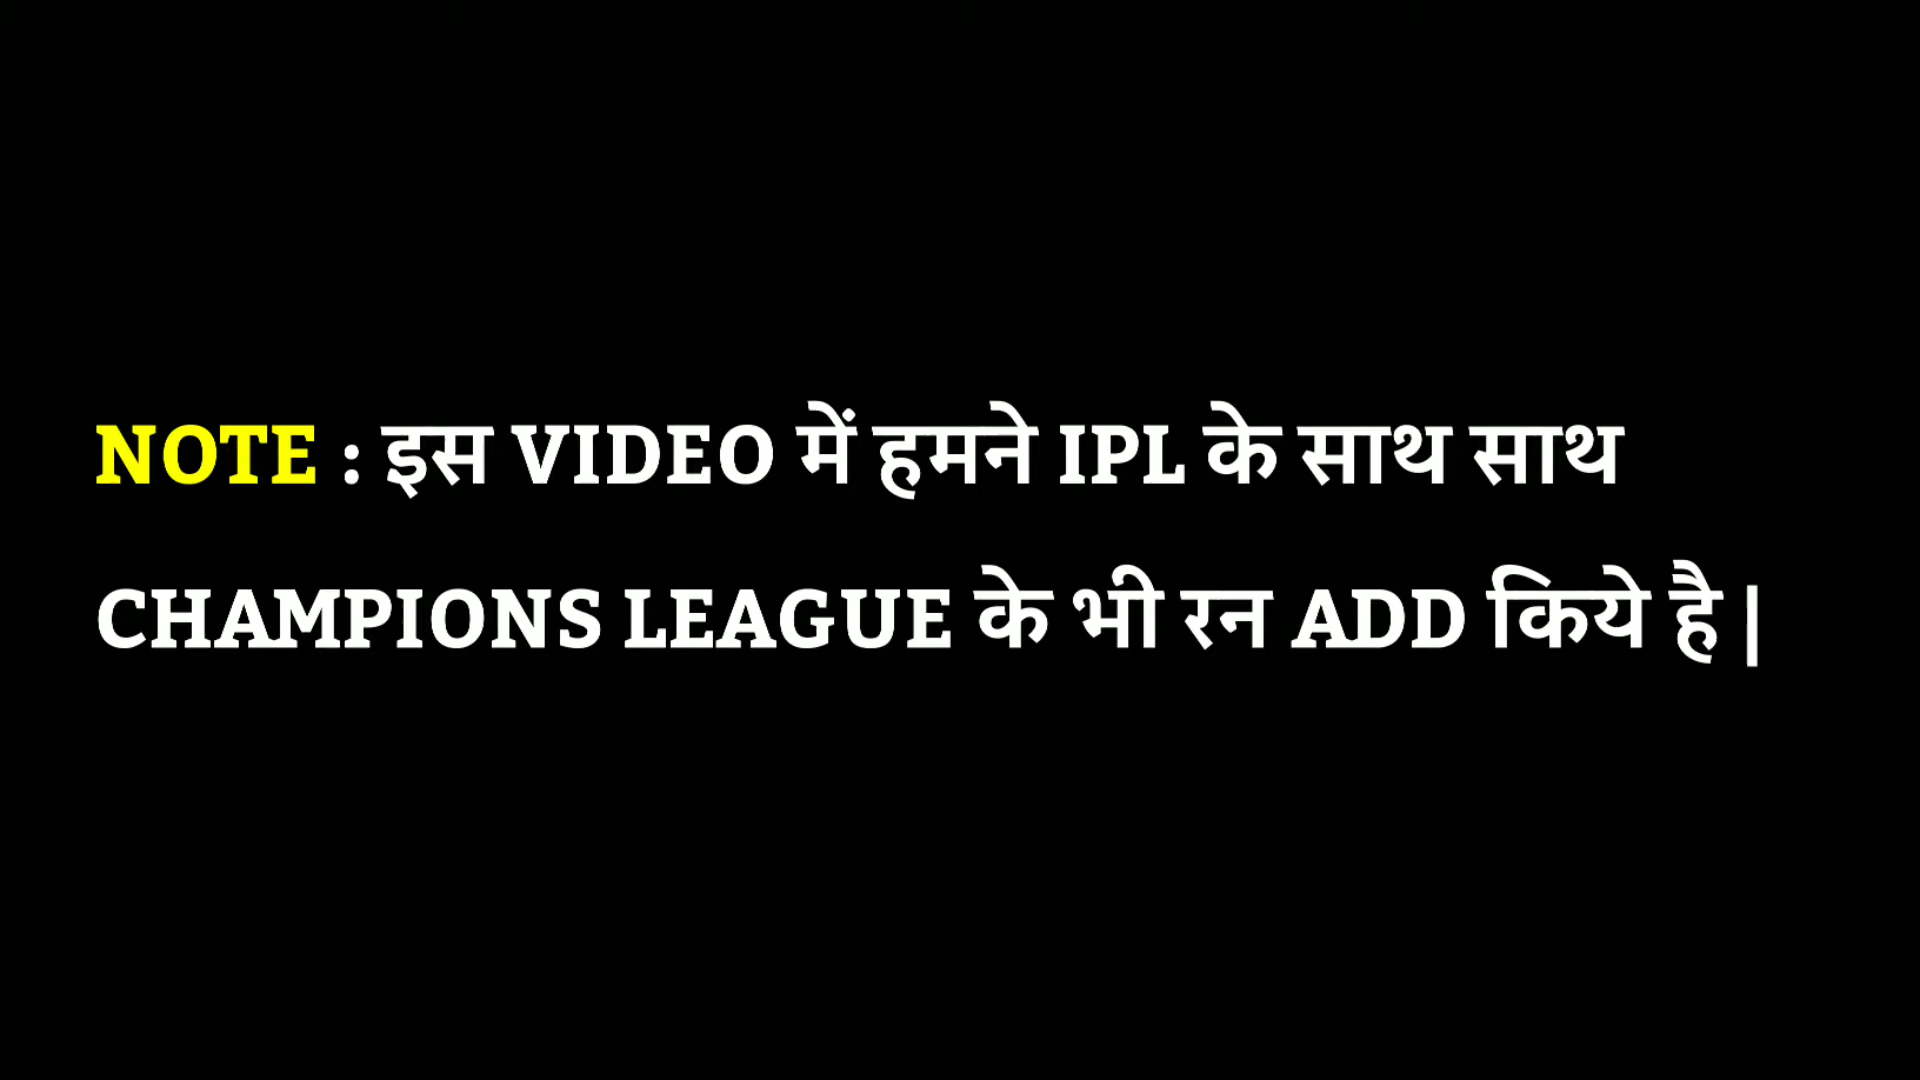 NOTE : इस VIDEO में हमने IPL के साथ साथ
CHAMPIONS LEAGUE के भी रन ADD किये है |